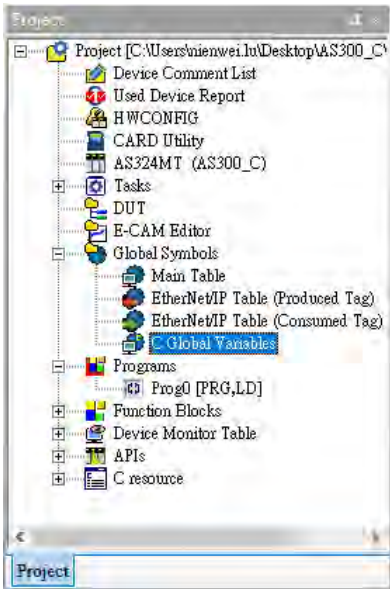 Project
Project [C:\Users\nienwei.lu\Desktop\AS300_C\
Device Comment List
Used Device Report
HWCONFIG
CARD Utility
AS324MT (AS300_C)
Tasks
DUT
E-CAM Editor
Global Symbols
Main Table
EtherNet/IP Table (Produced Tag)
EtherNet/IP Table (Consumed Tag)
C Global Variables
Programs
Prog0 [PRG,LD]
Function Blocks
Device Monitor Table
APIs
C resource
Project